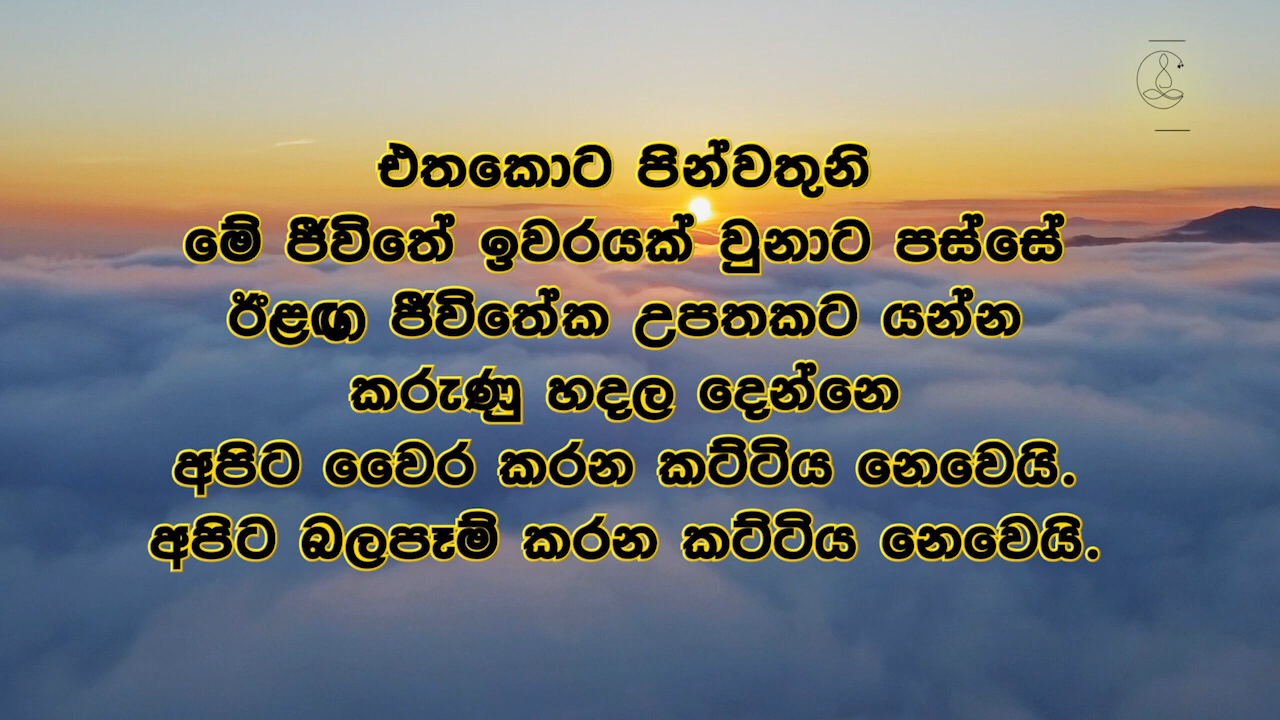 එතකොට පින්වතුනි
මේ ජීවිතේ ඉවරයක් වුනාට පස්සේ
ඊළඟ ජීවිතේක උපතකට යන්න
කරුණු හදල දෙන්නෙ
අපිට වෛර කරන කට්ටිය නෙවෙයි.
අපිට බලපෑම් කරන කට්ටිය නෙවෙයි.